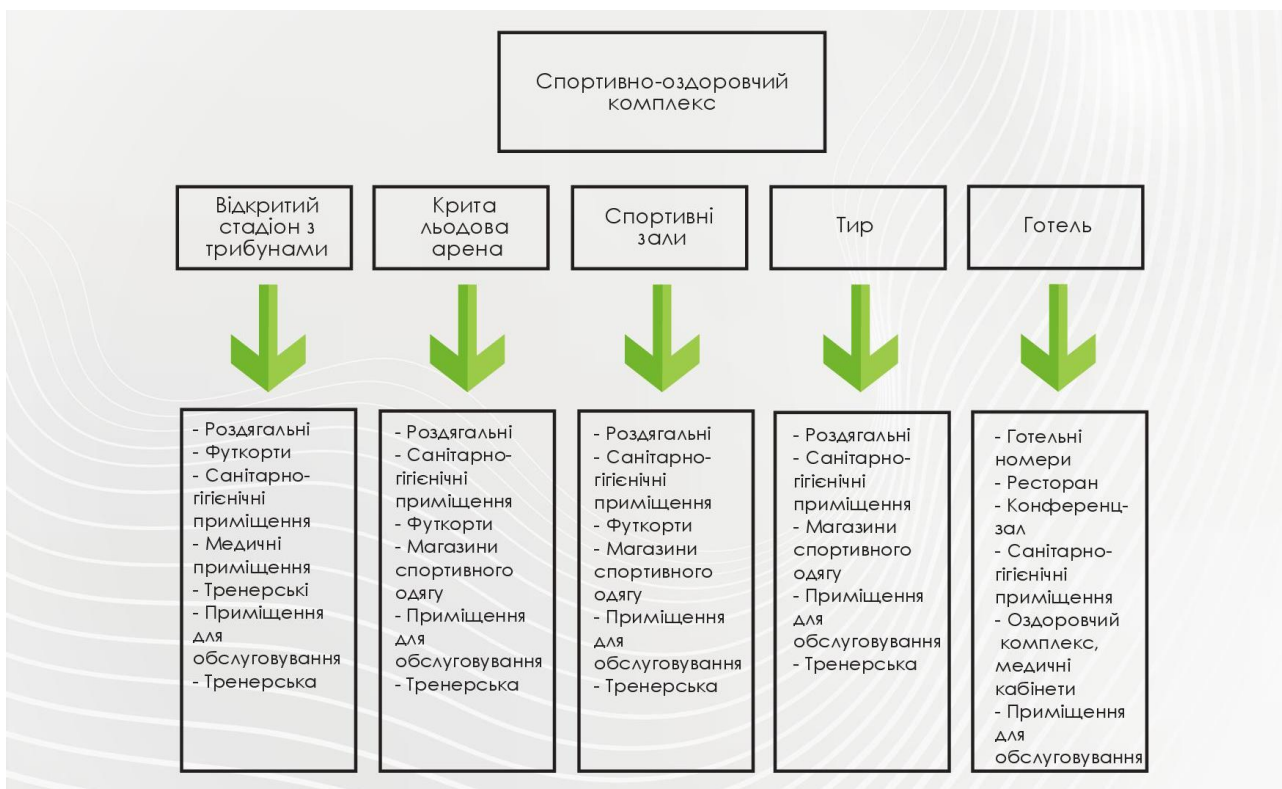 Спортивно-оздоровчий
комплекс
Відкритий
стадіон з
трибунами
Крита
льодова
арена
Спортивні
зали
Тир
Готель
- Роздягальні
- Футкорти
- Санітарно-
гігієнічні
приміщення
- Медичні
приміщення
- Тренерські
- Приміщення
для
обслуговування
- Тренерська
- Роздягальні
- Санітарно-
гігієнічні
приміщення
- Футкорти
- Магазини
спортивного
одягу
- Приміщення
для
обслуговування
- Тренерська
- Роздягальні
- Санітарно-
гігієнічні
приміщення
- Футкорти
- Магазини
спортивного
одягу
- Приміщення
для
обслуговування
- Тренерська
- Роздягальні
- Санітарно-
гігієнічні
приміщення
- Магазини
спортивного
одягу
- Приміщення
для
обслуговування
- Тренерська
- Готельні
номери
- Ресторан
- Конференц-
зал
- Санітарно-
гігієнічні
приміщення
- Оздоровчий
комплекс,
медичні
кабінети
- Приміщення
для
обслуговування